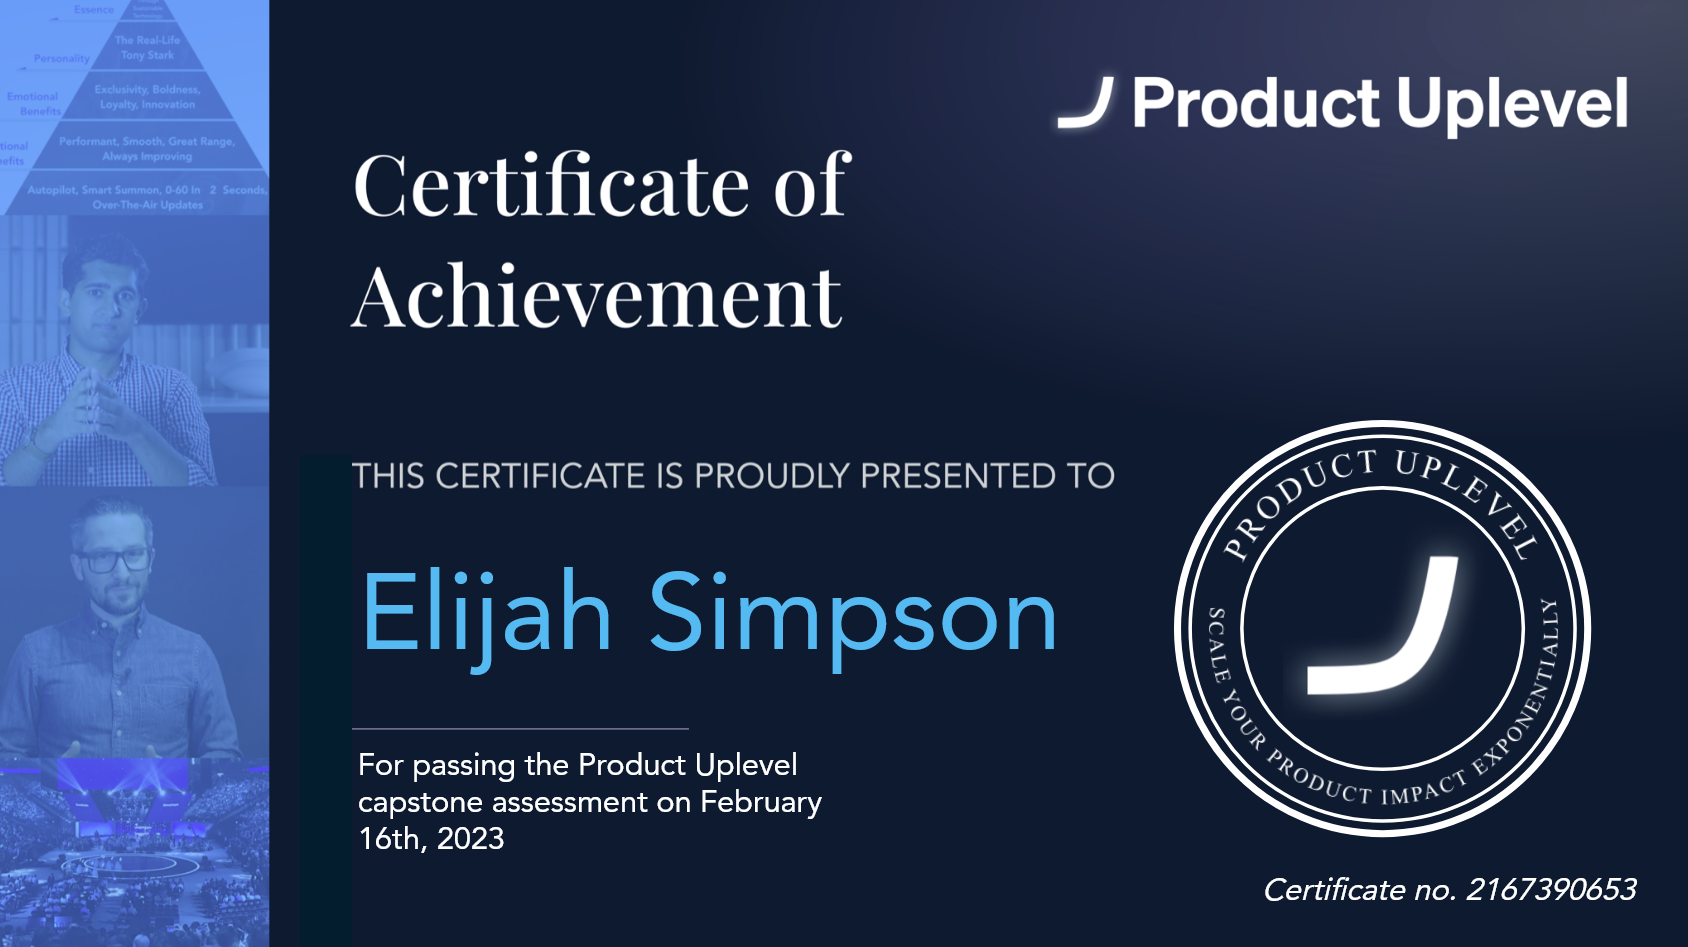 Essence
Sustainable
Technology
The Real-Life
Tony Stark
Personality
Exclusivity, Boldness,
Loyalty, Innovation
Emotional
Benefits
Performant, Smooth, Great Range,
Always Improving
tional
nefits
Autopilot, Smart Summon, 0-60 In 2 Seconds,
Over-The-Air Updates
Product Uplevel
Certificate of
Achievement
THIS CERTIFICATE IS PROUDLY PRESENTED TO
Elijah Simpson
For passing the Product Uplevel
capstone assessment on February
16th, 2023
PRODUCT UPLEVEL
SCALE YOUR PRODUCT IMPACT EXPONENTIALLY
Certificate no. 2167390653